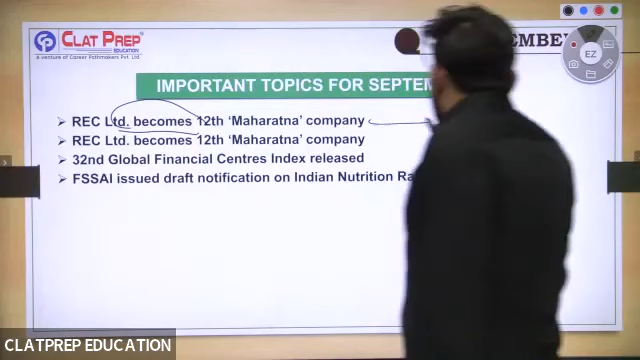 CP
CLAT PREP
EDUCATION
A venture of Career Pathmakers Pvt. Ltd.
EMBE
EZ
IMPORTANT TOPICS FOR SEPTEM
➢ REC Ltd. becomes 12th ‘Maharatna’ company
➢ REC Ltd. becomes 12th ‘Maharatna’ company
➢ 32nd Global Financial Centres Index released
➢ FSSAI issued draft notification on Indian Nutrition Ra
CLATPREP EDUCATION